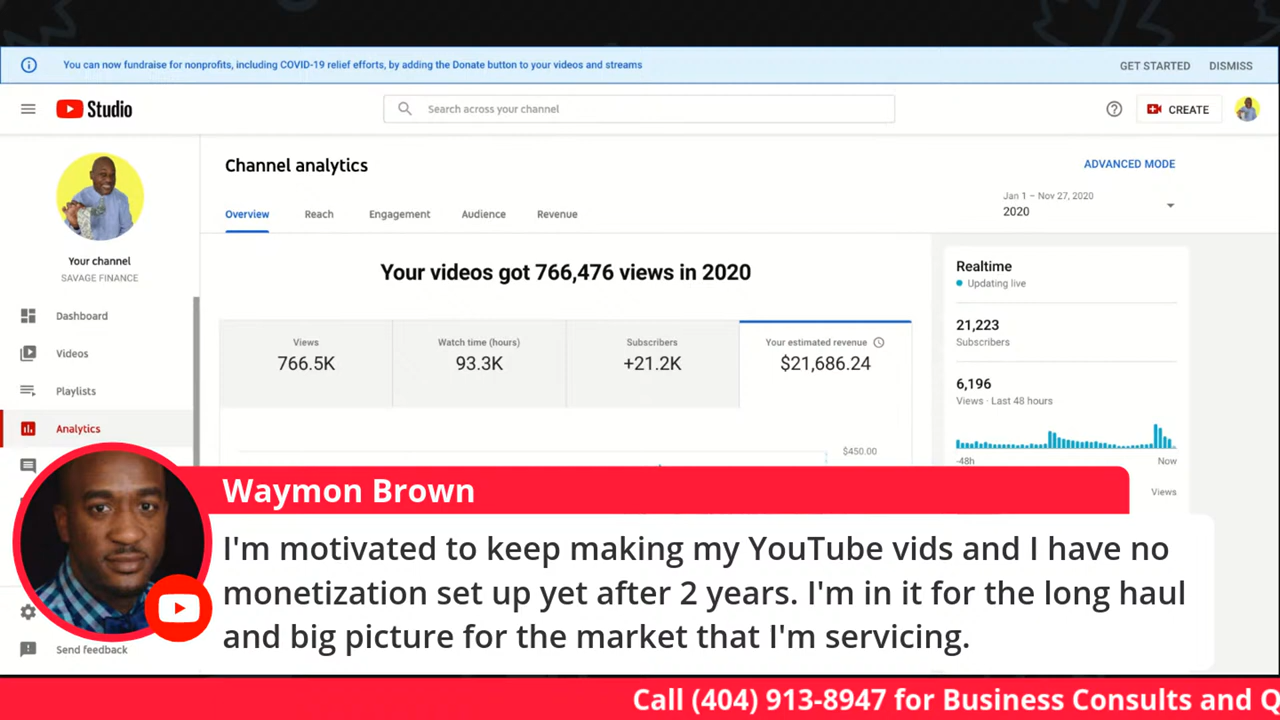 You can now fundraise for nonprofits, including COVID-19 relief efforts, by adding the Donate button to your videos and streams
GET STARTED
DISMISS
Studio
Search across your channel
CREATE
Channel analytics
ADVANCED MODE
Jan 1 – Nov 27, 2020
2020
Overview
Reach
Engagement
Audience
Revenue
Your channel
SAVAGE FINANCE
Dashboard
Videos
Playlists
Analytics
Send feedback
Your videos got 766,476 views in 2020
Views
766.5K
Watch time (hours)
93.3K
Subscribers
+21.2K
Your estimated revenue
$21,686.24
$450.00
Realtime
Updating live
21,223
Subscribers
6,196
Views · Last 48 hours
-48h
Now
Views
Waymon Brown
I'm motivated to keep making my YouTube vids and I have no
monetization set up yet after 2 years. I'm in it for the long haul
and big picture for the market that I'm servicing.
Call (404) 913-8947 for Business Consults and Q